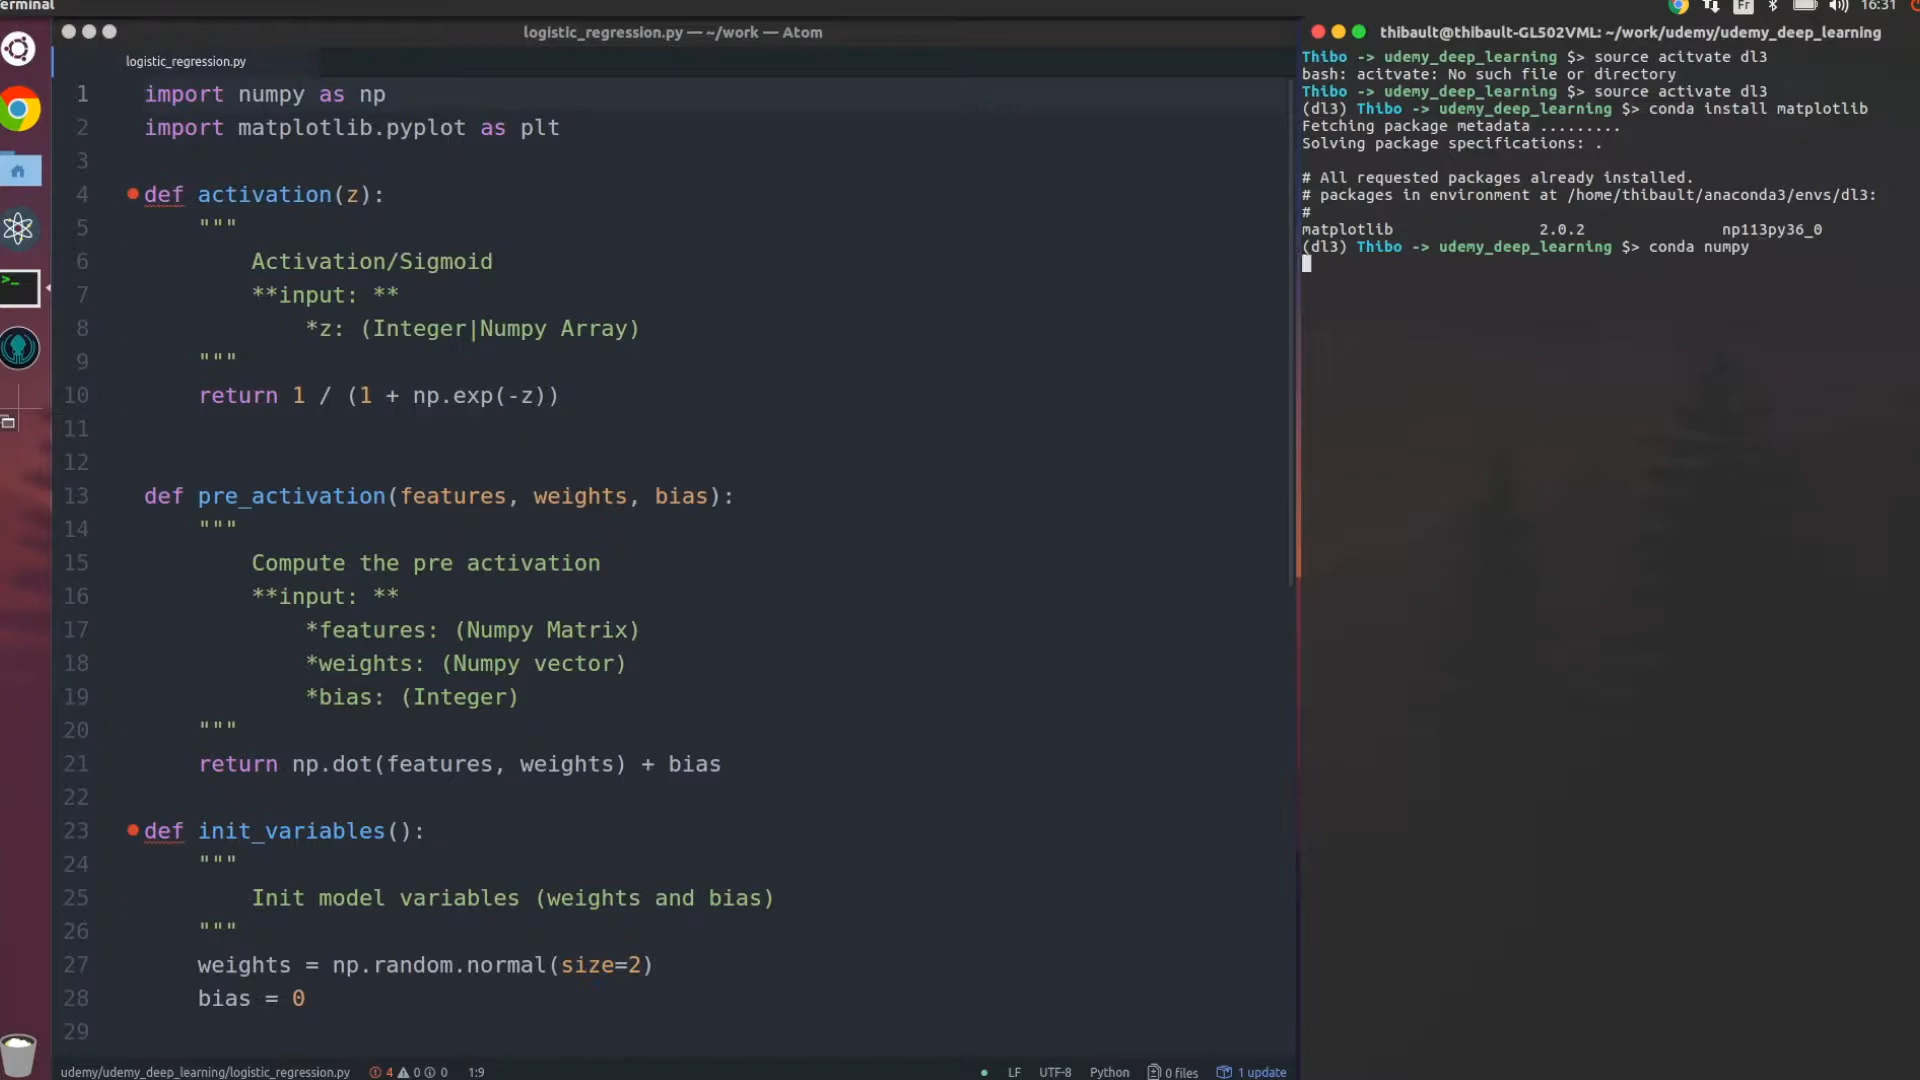 erminal
Fr
16:31
logistic_regression.py — ~/work — Atom
logistic_regression.py
1 import numpy as np
2 import matplotlib.pyplot as plt
3
4 def activation(z):
5 """
6 Activation/Sigmoid
7 **input: **
8 *z: (Integer|Numpy Array)
9 """
10 return 1 / (1 + np.exp(-z))
11
12
13 def pre_activation(features, weights, bias):
14 """
15 Compute the pre activation
16 **input: **
17 *features: (Numpy Matrix)
18 *weights: (Numpy vector)
19 *bias: (Integer)
20 """
21 return np.dot(features, weights) + bias
22
23 def init_variables():
24 """
25 Init model variables (weights and bias)
26 """
27 weights = np.random.normal(size=2)
28 bias = 0
29
udemy/udemy_deep_learning/logistic_regression.py 4 0 0 1:9
LF UTF-8 Python 0 files 1 update
thibault@thibault-GL502VML: ~/work/udemy/udemy_deep_learning
Thibo -> udemy_deep_learning $> source acitvate dl3
bash: acitvate: No such file or directory
Thibo -> udemy_deep_learning $> source activate dl3
(dl3) Thibo -> udemy_deep_learning $> conda install matplotlib
Fetching package metadata .........
Solving package specifications: .
# All requested packages already installed.
# packages in environment at /home/thibault/anaconda3/envs/dl3:
#
matplotlib 2.0.2 np113py36_0
(dl3) Thibo -> udemy_deep_learning $> conda numpy